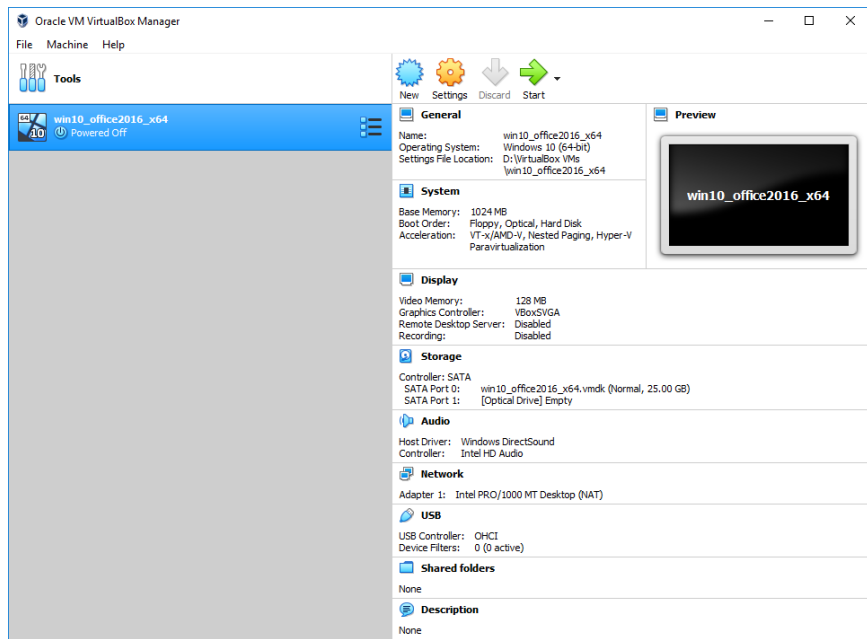 Oracle VM VirtualBox Manager
File Machine Help
Tools
New Settings Discard Start
64
10
win10_office2016_x64
Powered Off
General
Name: win10_office2016_x64
Operating System: Windows 10 (64-bit)
Settings File Location: D:\VirtualBox VMs
\win10_office2016_x64
Preview
win10_office2016_x64
System
Base Memory: 1024 MB
Boot Order: Floppy, Optical, Hard Disk
Acceleration: VT-x/AMD-V, Nested Paging, Hyper-V
Paravirtualization
Display
Video Memory: 128 MB
Graphics Controller: VBoxSVGA
Remote Desktop Server: Disabled
Recording: Disabled
Storage
Controller: SATA
SATA Port 0: win10_office2016_x64.vmdk (Normal, 25.00 GB)
SATA Port 1: [Optical Drive] Empty
Audio
Host Driver: Windows DirectSound
Controller: Intel HD Audio
Network
Adapter 1: Intel PRO/1000 MT Desktop (NAT)
USB
USB Controller: OHCI
Device Filters: 0 (0 active)
Shared folders
None
Description
None